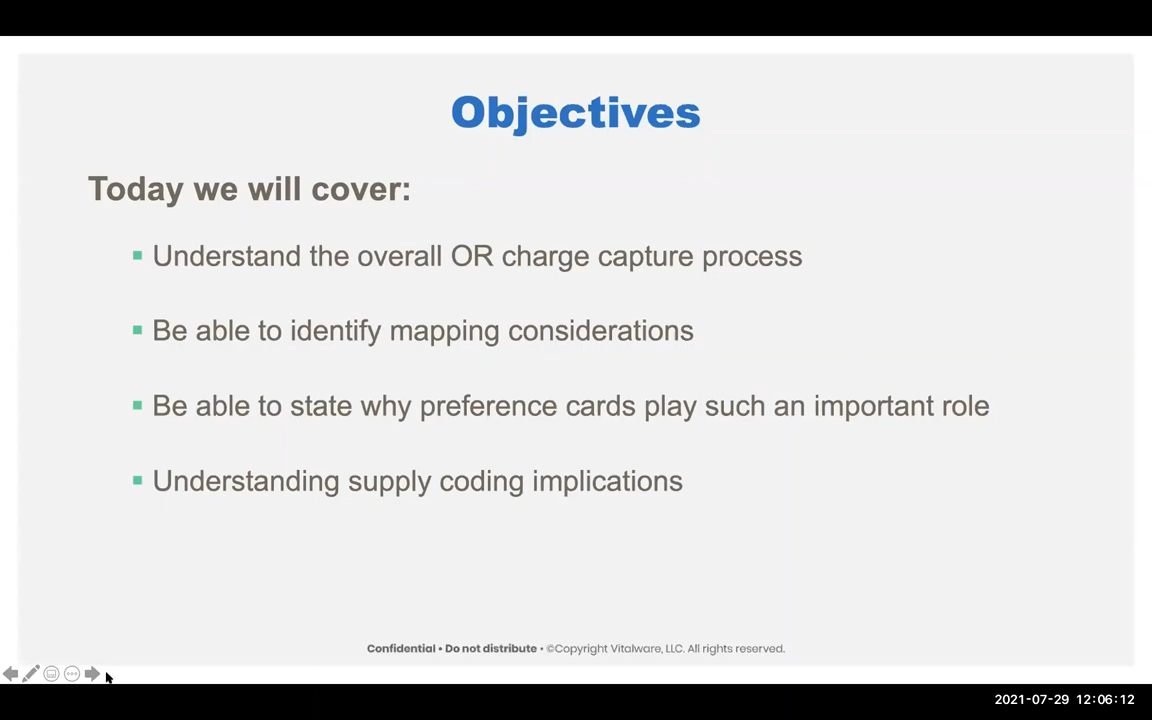 Objectives
Today we will cover:
▪ Understand the overall OR charge capture process
▪ Be able to identify mapping considerations
▪ Be able to state why preference cards play such an important role
▪ Understanding supply coding implications
Confidential • Do not distribute • ©Copyright Vitalware, LLC. All rights reserved.
2021-07-29 12:06:12